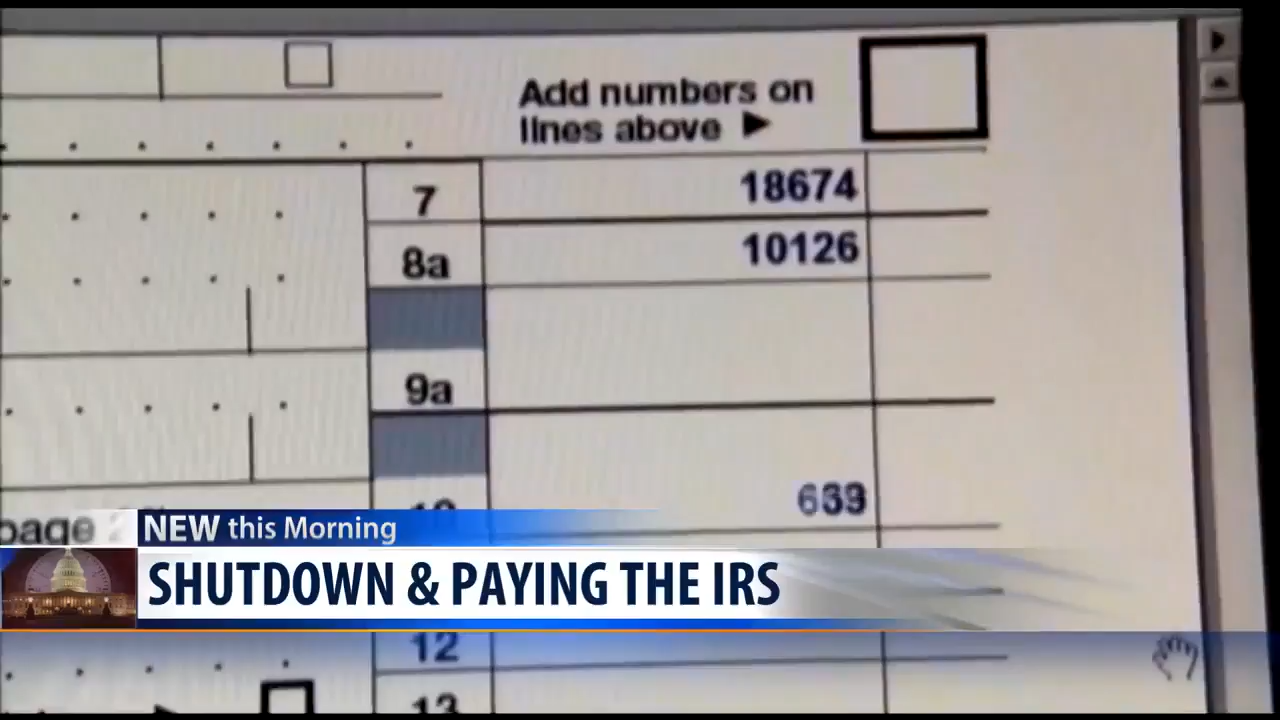 Add numbers on
lines above
7 18674
8a 10126
9a
10 639
page
NEW this Morning
SHUTDOWN & PAYING THE IRS
12
13